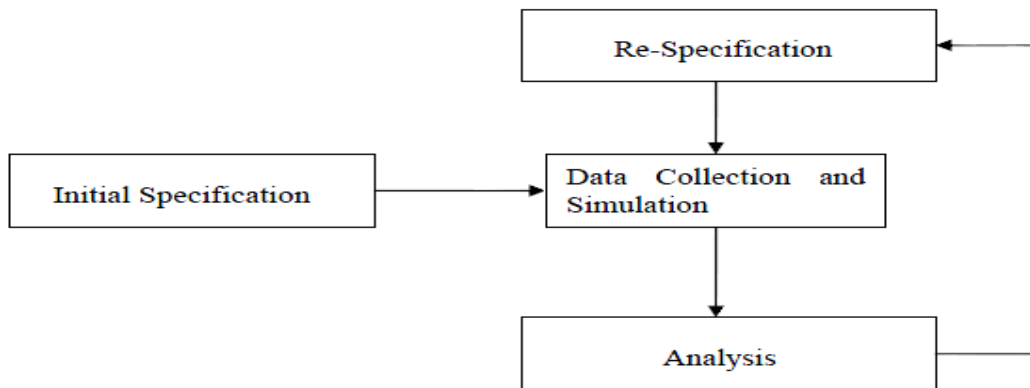 Re-Specification
Initial Specification
Data Collection and
Simulation
Analysis